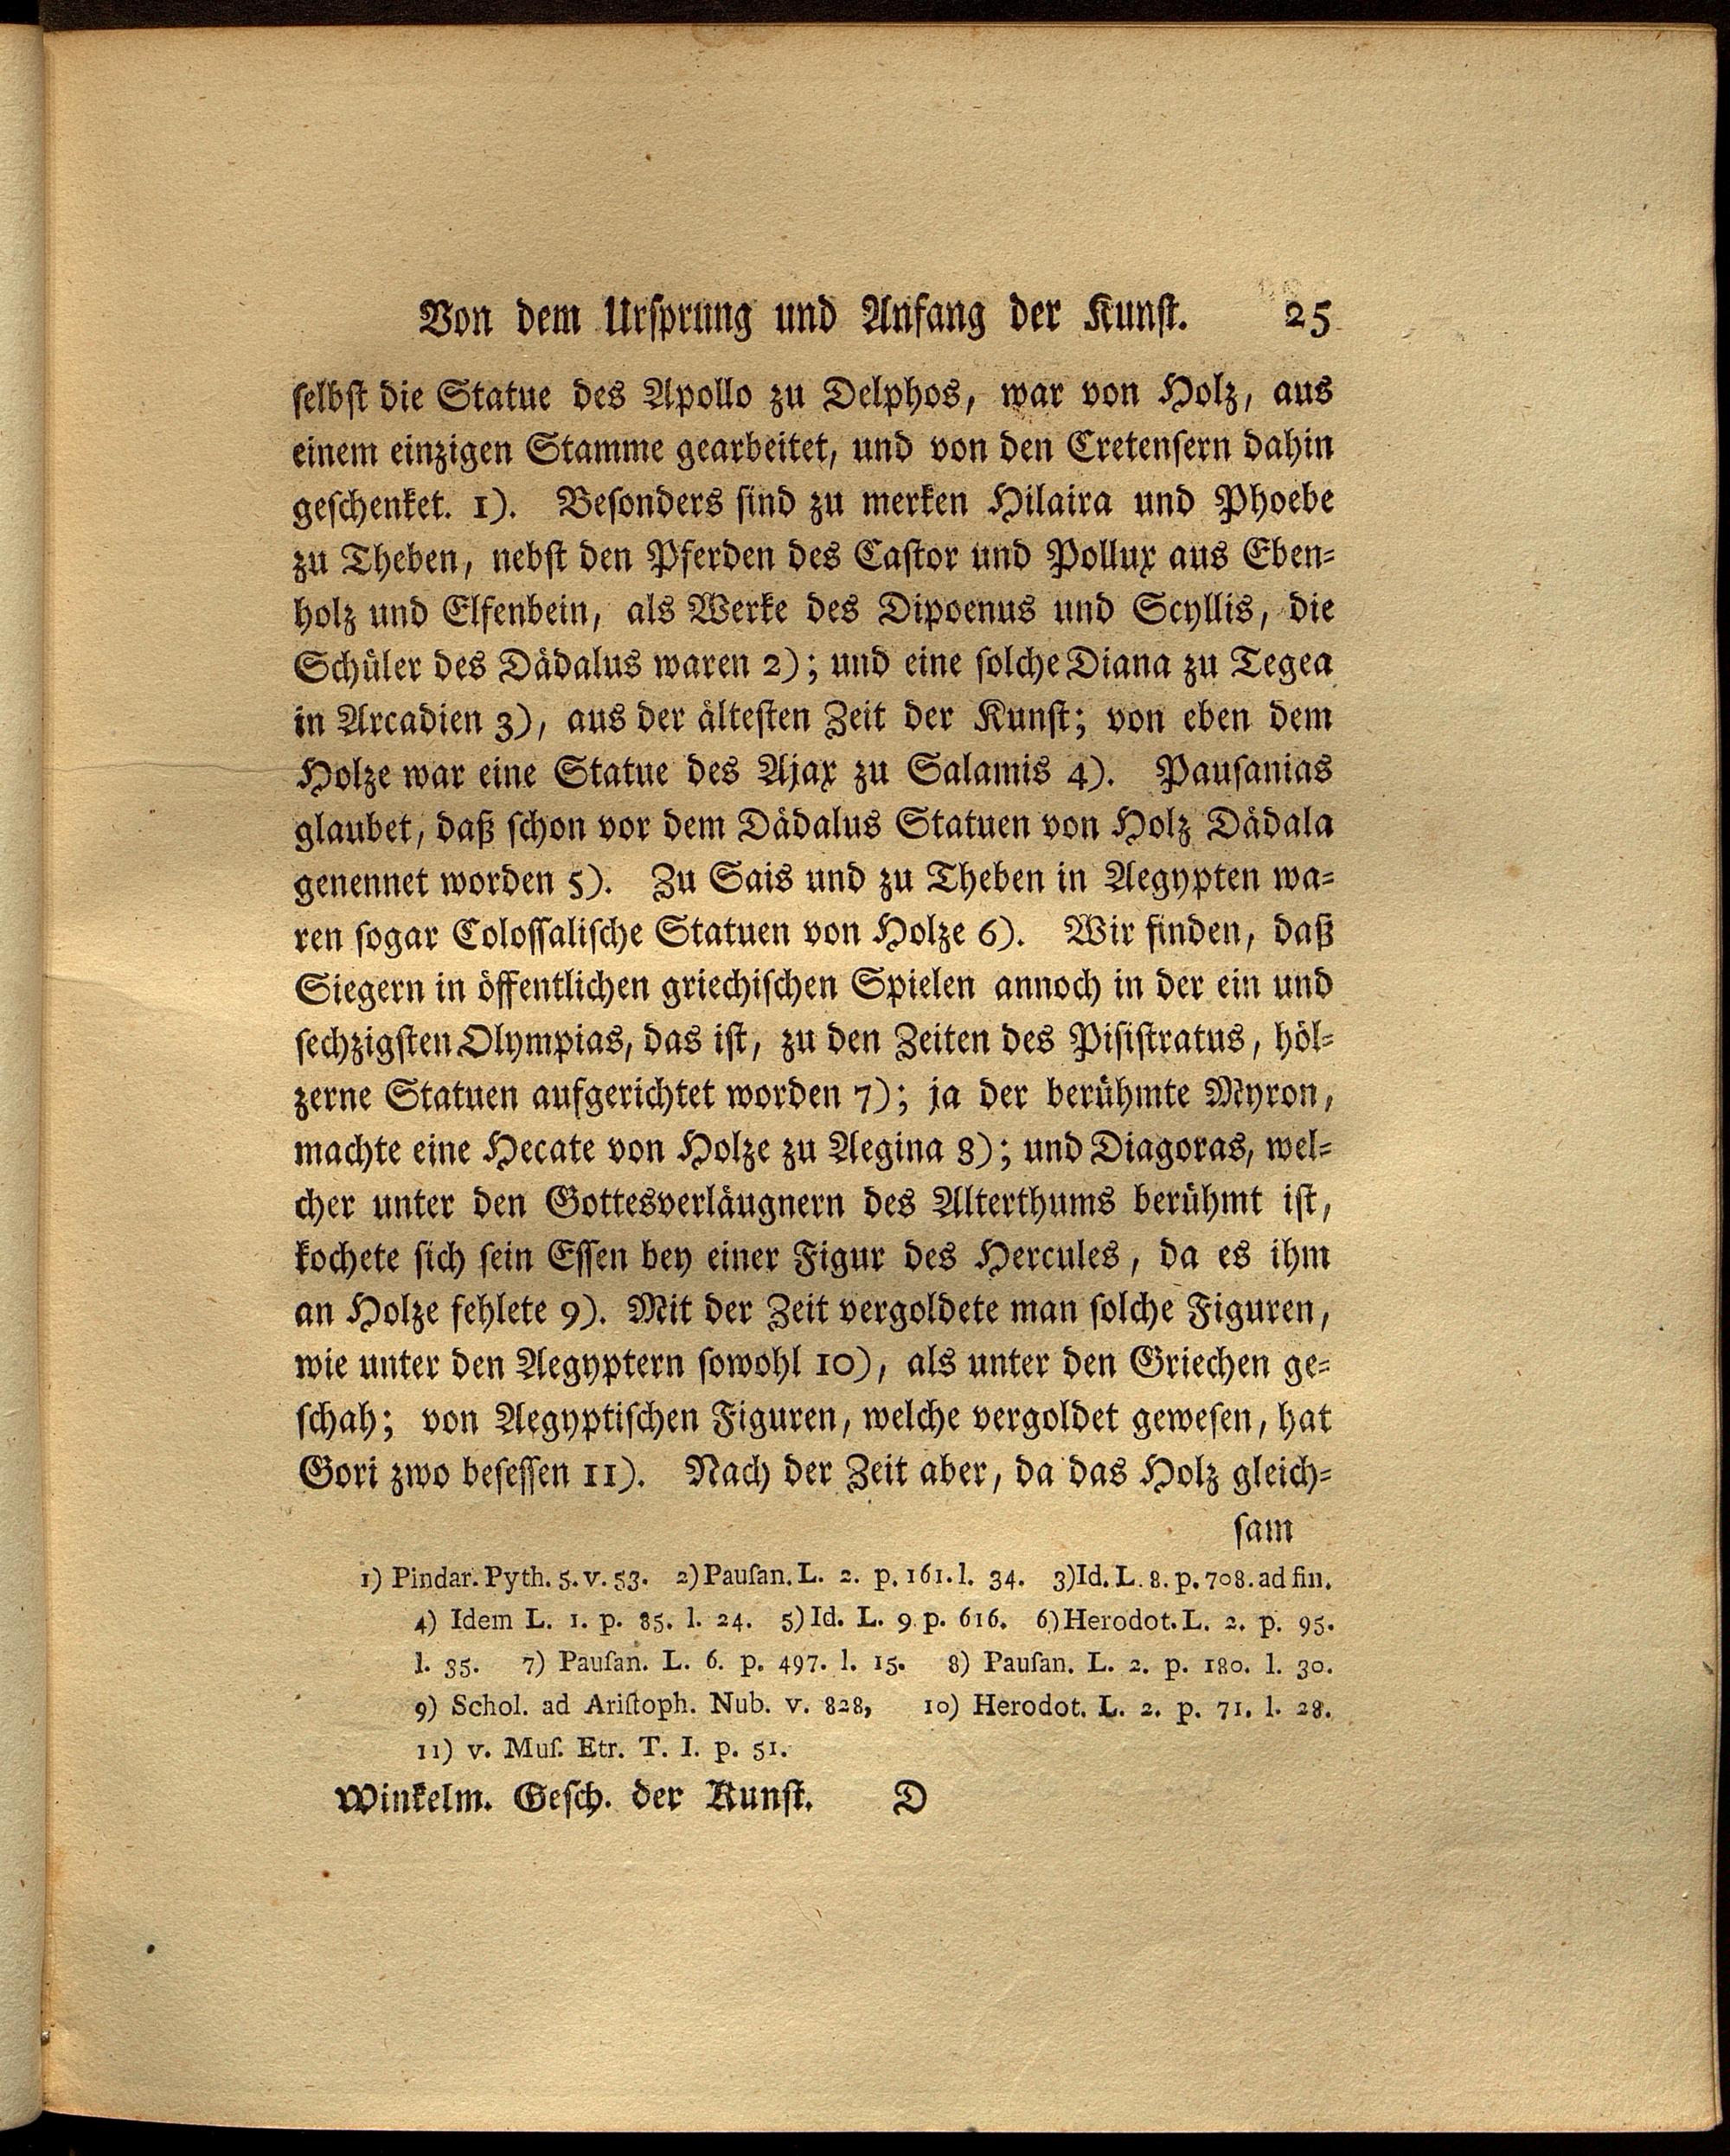 Von dem Ursprung und Anfang der Kunst. 25
selbst die Statue des Apollo zu Delphos, war von Holz, aus
einem einzigen Stamme gearbeitet, und von den Cretensern dahin
geschenket. 1). Besonders sind zu merken Hilaira und Phoebe
zu Theben, nebst den Pferden des Castor und Pollux aus Eben-
holz und Elfenbein, als Werke des Dipoenus und Scyllis, die
Schüler des Dädalus waren 2); und eine solche Diana zu Tegea
in Arcadien 3), aus der ältesten Zeit der Kunst; von eben dem
Holze war eine Statue des Ajax zu Salamis 4). Pausanias
glaubet, daß schon vor dem Dädalus Statuen von Holz Dädala
genennet worden 5). Zu Sais und zu Theben in Aegypten wa-
ren sogar Colossalische Statuen von Holze 6). Wir finden, daß
Siegern in öffentlichen griechischen Spielen annoch in der ein und
sechzigsten Olympias, das ist, zu den Zeiten des Pisistratus, höl-
zerne Statuen aufgerichtet worden 7); ja der berühmte Myron,
machte eine Hecate von Holze zu Aegina 8); und Diagoras, wel-
cher unter den Gottesverläugnern des Alterthums berühmt ist,
kochete sich sein Essen bey einer Figur des Hercules, da es ihm
an Holze fehlete 9). Mit der Zeit vergoldete man solche Figuren,
wie unter den Aegyptern sowohl 10), als unter den Griechen ge-
schah; von Aegyptischen Figuren, welche vergoldet gewesen, hat
Gori zwo besessen 11). Nach der Zeit aber, da das Holz gleich-
sam
1) Pindar. Pyth. 5. v. 53. 2) Pausan. L. 2. p. 161. l. 34. 3) Id. L. 8. p. 708. ad fin.
4) Idem L. 1. p. 85. l. 24. 5) Id. L. 9. p. 616. 6) Herodot. L. 2. p. 95.
l. 35. 7) Pausan. L. 6. p. 497. l. 15. 8) Pausan. L. 2. p. 180. l. 30.
9) Schol. ad Aristoph. Nub. v. 828, 10) Herodot. L. 2. p. 71. l. 28.
11) v. Mus. Etr. T. I. p. 51.
Winkelm. Gesch. der Kunst. D